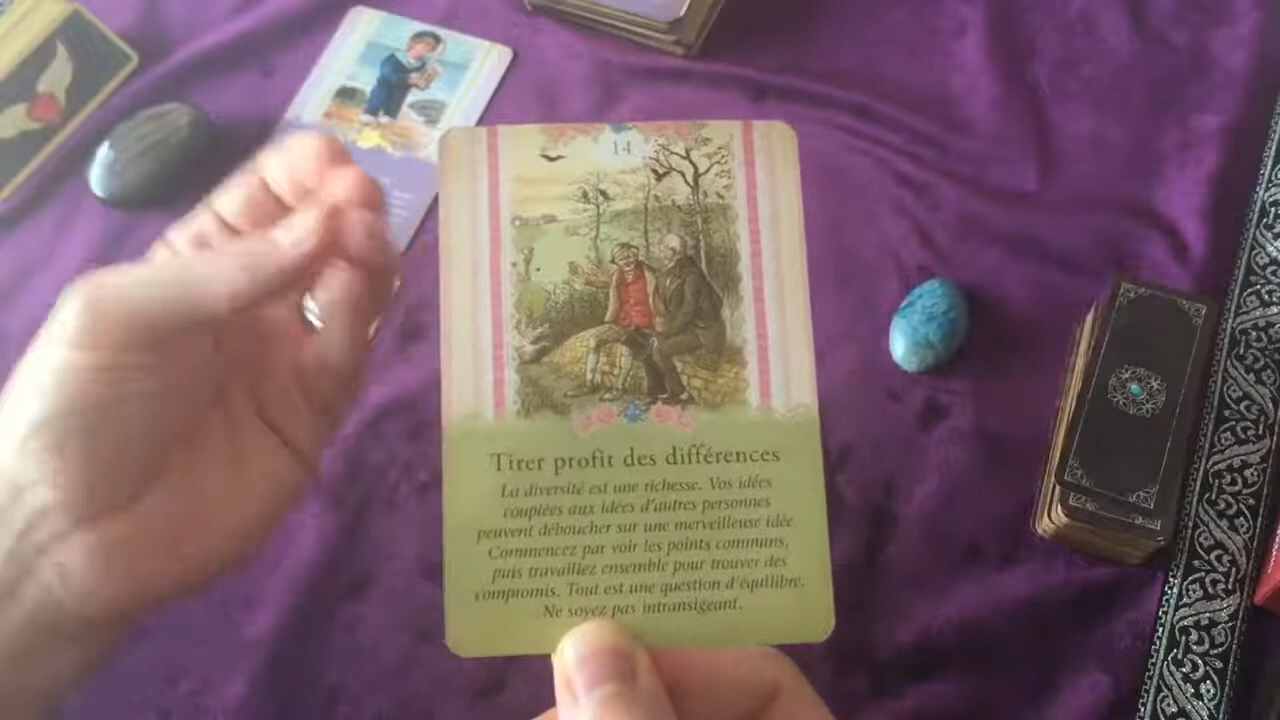 14
Tirer profit des différences
La diversité est une richesse. Vos idées
couplées aux idées d'autres personnes
peuvent déboucher sur une merveilleuse idée.
Commencez par voir les points communs,
puis travaillez ensemble pour trouver des
compromis. Tout est une question d'équilibre.
Ne soyez pas intransigeant.